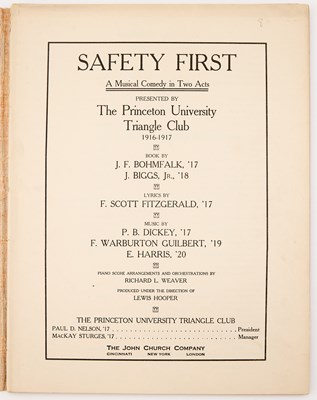 SAFETY FIRST
A Musical Comedy in Two Acts
PRESENTED BY
The Princeton University
Triangle Club
1916-1917
BOOK BY
J. F. BOHMFALK, '17
J. BIGGS, JR., '18
LYRICS BY
F. SCOTT FITZGERALD, '17
MUSIC BY
P. B. DICKEY, '17
F. WARBURTON GUILBERT, '19
E. HARRIS, '20
PIANO SCORE ARRANGEMENTS AND ORCHESTRATIONS BY
RICHARD L. WEAVER
PRODUCED UNDER THE DIRECTION OF
LEWIS HOOPER
THE PRINCETON UNIVERSITY TRIANGLE CLUB
PAUL D. NELSON, '17 . . . . . . . . . . . . . . . . . . . . President
MACKAY STURGES, '17 . . . . . . . . . . . . . . . . . . . . Manager
THE JOHN CHURCH COMPANY
CINCINNATI NEW YORK LONDON